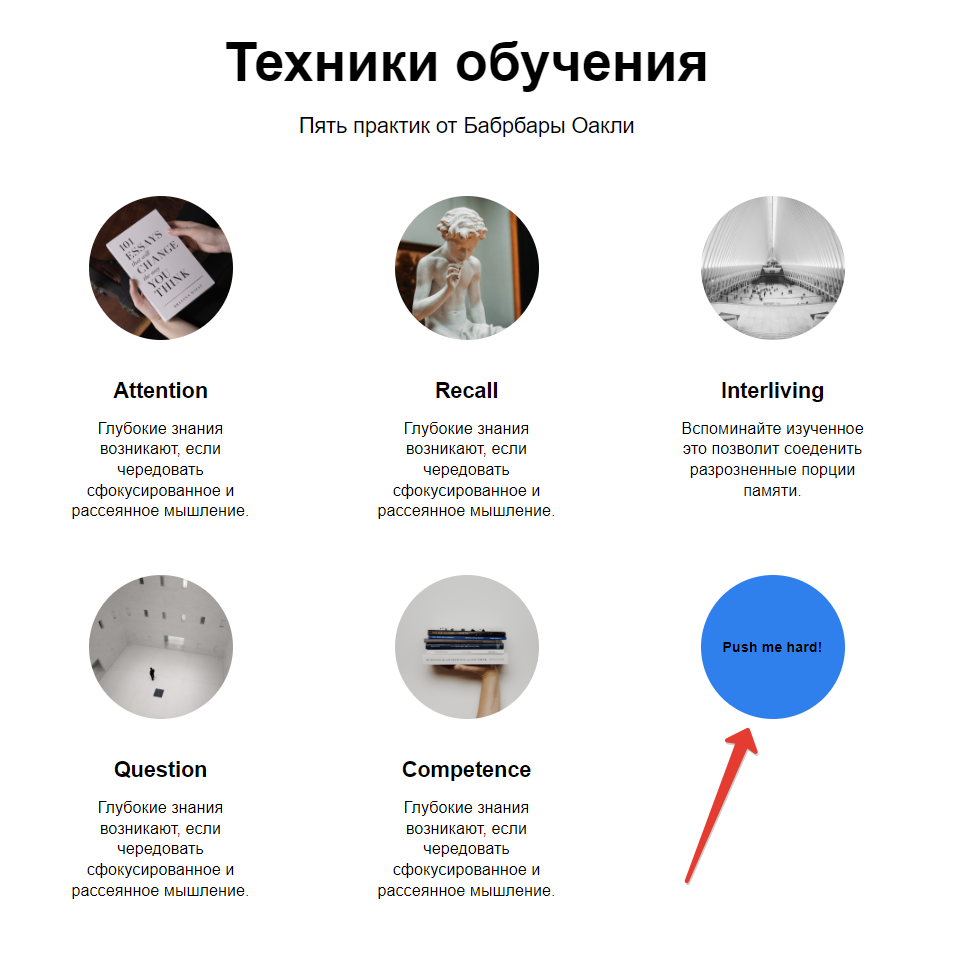 Техники обучения
Пять практик от Бабрбары Оакли
101
ESSAYS
that will
CHANGE
the way
YOU
THINK
Attention
Recall
Interliving
Глубокие знания
возникают, если
чередовать
сфокусированное и
рассеянное мышление.
Глубокие знания
возникают, если
чередовать
сфокусированное и
рассеянное мышление.
Вспоминайте изученное
это позволит соеденить
разрозненные порции
памяти.
Push me hard!
Question
Competence
Глубокие знания
возникают, если
чередовать
сфокусированное и
рассеянное мышление.
Глубокие знания
возникают, если
чередовать
сфокусированное и
рассеянное мышление.